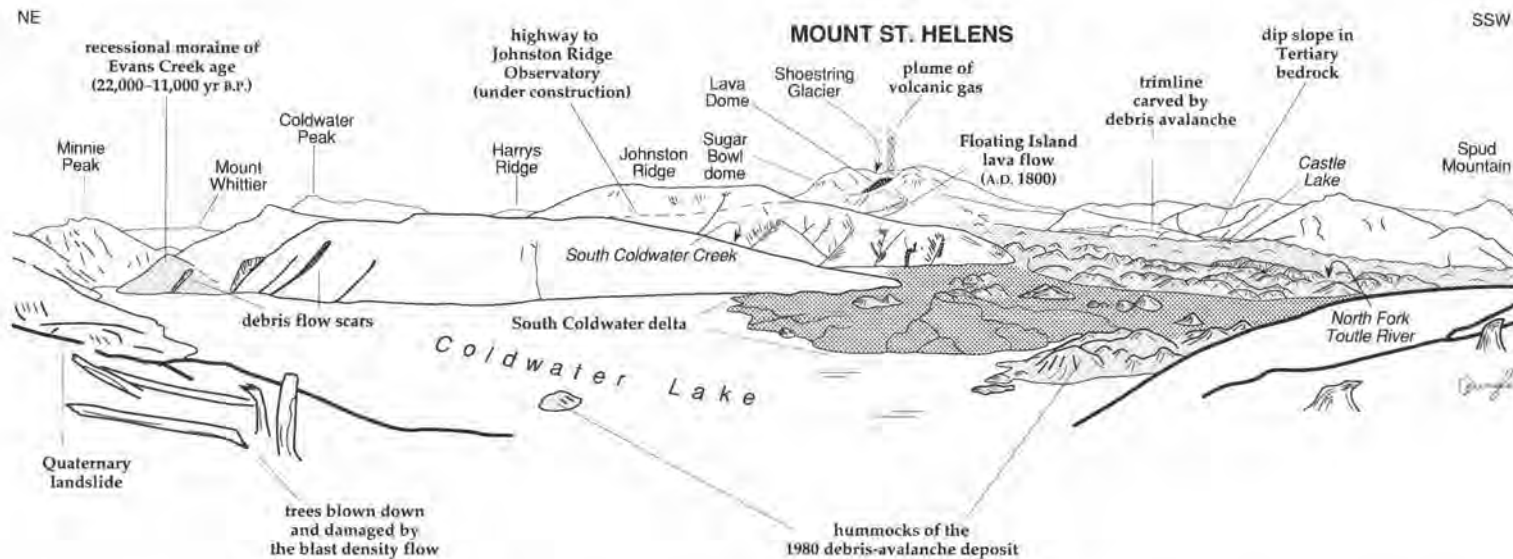 NE
SSW
MOUNT ST. HELENS
recessional moraine of
Evans Creek age
(22,000–11,000 yr B.P.)
highway to
Johnston Ridge
Observatory
(under construction)
Lava
Dome
Shoestring
Glacier
plume of
volcanic gas
dip slope in
Tertiary
bedrock
trimline
carved by
debris avalanche
Minnie
Peak
Mount
Whittier
Coldwater
Peak
Harrys
Ridge
Johnston
Ridge
Sugar
Bowl
dome
Floating Island
lava flow
(A.D. 1800)
Castle
Lake
Spud
Mountain
South Coldwater Creek
debris flow scars
South Coldwater delta
North Fork
Toutle River
Coldwater Lake
Quaternary
landslide
trees blown down
and damaged by
the blast density flow
hummocks of the
1980 debris-avalanche deposit